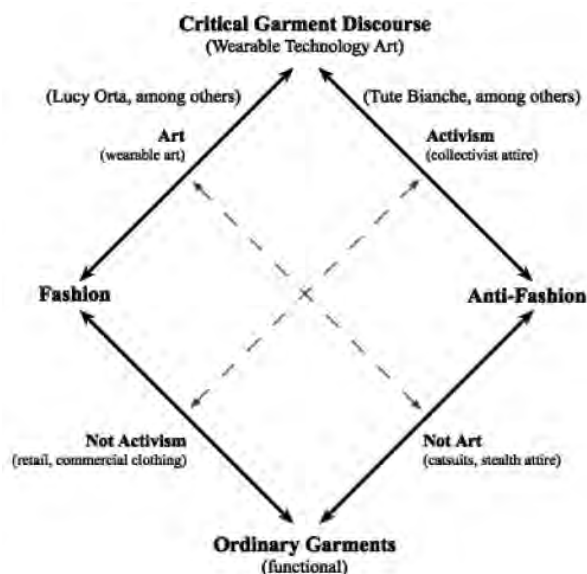 Critical Garment Discourse
(Wearable Technology Art)
(Lucy Orta, among others)
(Tute Bianche, among others)
Art
(wearable art)
Activism
(collectivist attire)
Fashion
Anti-Fashion
Not Activism
(retail, commercial clothing)
Not Art
(catsuits, stealth attire)
Ordinary Garments
(functional)